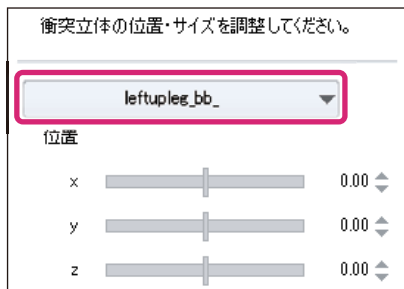 衝突立体の位置･サイズを調整してください。
leftupleg_bb_
位置
x 0.00
y 0.00
z 0.00